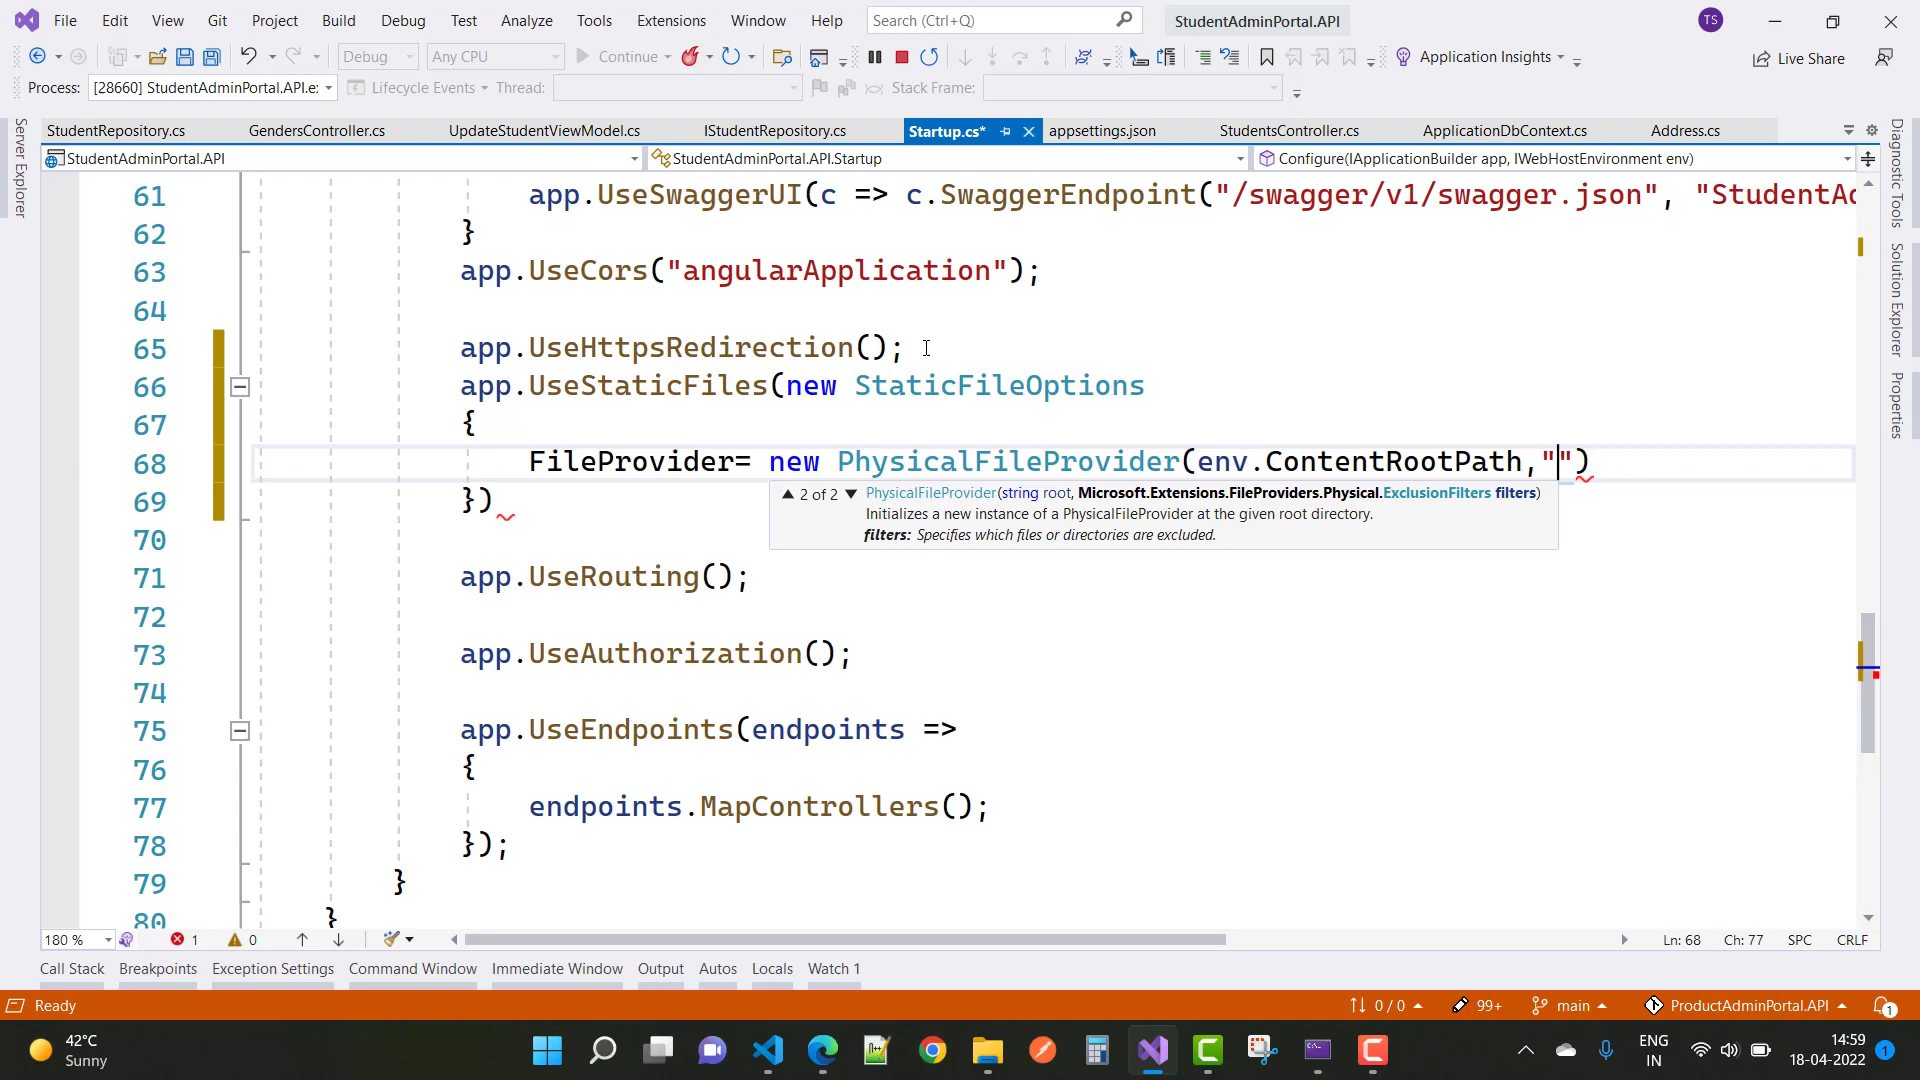 File Edit View Git Project Build Debug Test Analyze Tools Extensions Window Help Search (Ctrl+Q) StudentAdminPortal.API TS
Debug Any CPU Continue Application Insights Live Share
Process: [28660] StudentAdminPortal.API.e: Lifecycle Events Thread: Stack Frame:
StudentRepository.cs GendersController.cs UpdateStudentViewModel.cs IStudentRepository.cs Startup.cs* appsettings.json StudentsController.cs ApplicationDbContext.cs Address.cs
StudentAdminPortal.API StudentAdminPortal.API.Startup Configure(IApplicationBuilder app, IWebHostEnvironment env)
Server Explorer
Diagnostic Tools
Solution Explorer
Properties
61 app.UseSwaggerUI(c => c.SwaggerEndpoint("/swagger/v1/swagger.json", "StudentAd
62 }
63 app.UseCors("angularApplication");
64
65 app.UseHttpsRedirection();
66 app.UseStaticFiles(new StaticFileOptions
67 {
68 FileProvider= new PhysicalFileProvider(env.ContentRootPath,"")
69 })
2 of 2 PhysicalFileProvider(string root, Microsoft.Extensions.FileProviders.Physical.ExclusionFilters filters)
Initializes a new instance of a PhysicalFileProvider at the given root directory.
filters: Specifies which files or directories are excluded.
70
71 app.UseRouting();
72
73 app.UseAuthorization();
74
75 app.UseEndpoints(endpoints =>
76 {
77 endpoints.MapControllers();
78 });
79 }
80 }
180 % 1 0 Ln: 68 Ch: 77 SPC CRLF
Call Stack Breakpoints Exception Settings Command Window Immediate Window Output Autos Locals Watch 1
Ready 0 / 0 99+ main ProductAdminPortal.API 1
42°C
Sunny
ENG
IN
14:59
18-04-2022
1